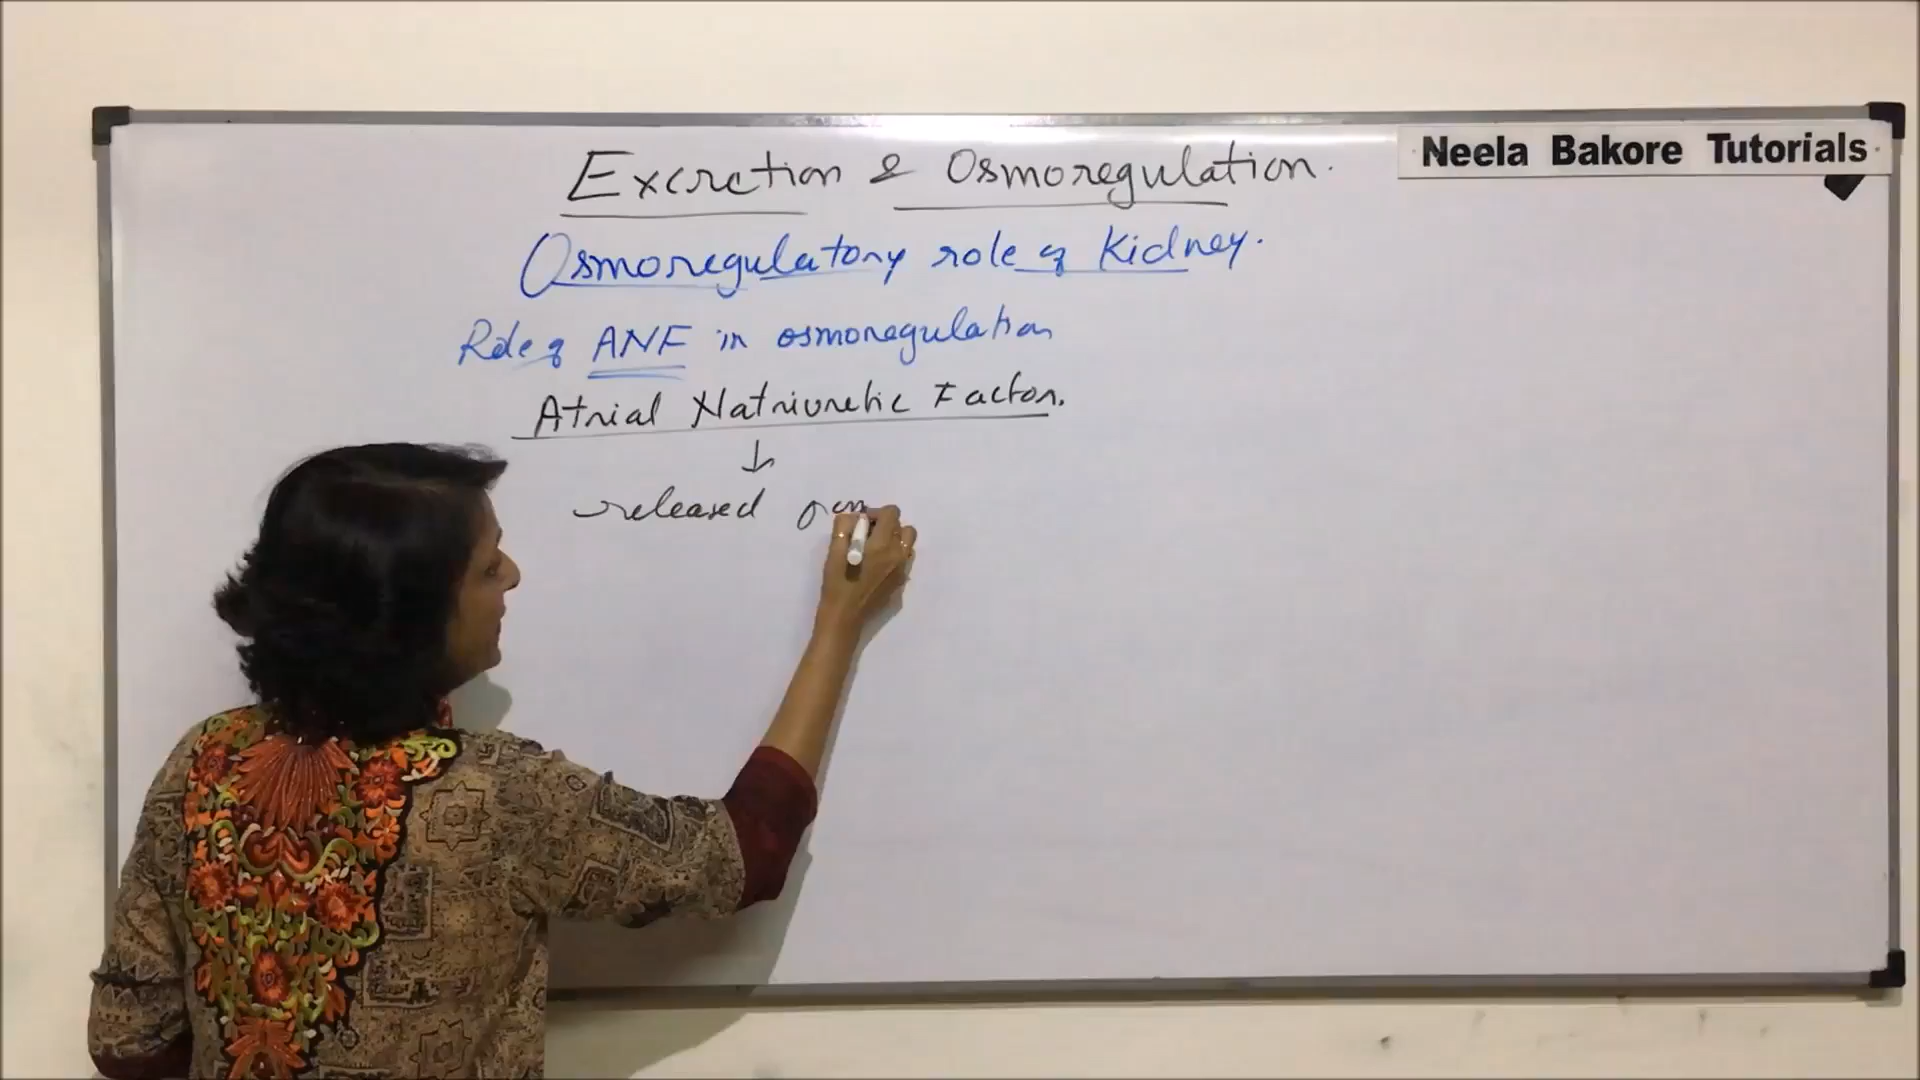 Neela Bakore Tutorials
Excretion & Osmoregulation.
Osmoregulatory role of Kidney.
Role of ANF in osmoregulation
Atrial Natriuretic Factor.
↓
released